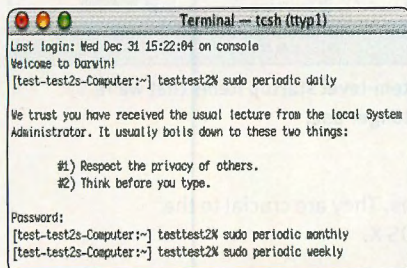 Terminal — tcsh (ttyp1)
Last login: Wed Dec 31 15:22:04 on console
Welcome to Darwin!
[test-test2s-Computer:~] testtest2% sudo periodic daily
We trust you have received the usual lecture from the local System
Administrator. It usually boils down to these two things:
#1) Respect the privacy of others.
#2) Think before you type.
Password:
[test-test2s-Computer:~] testtest2% sudo periodic monthly
[test-test2s-Computer:~] testtest2% sudo periodic weekly